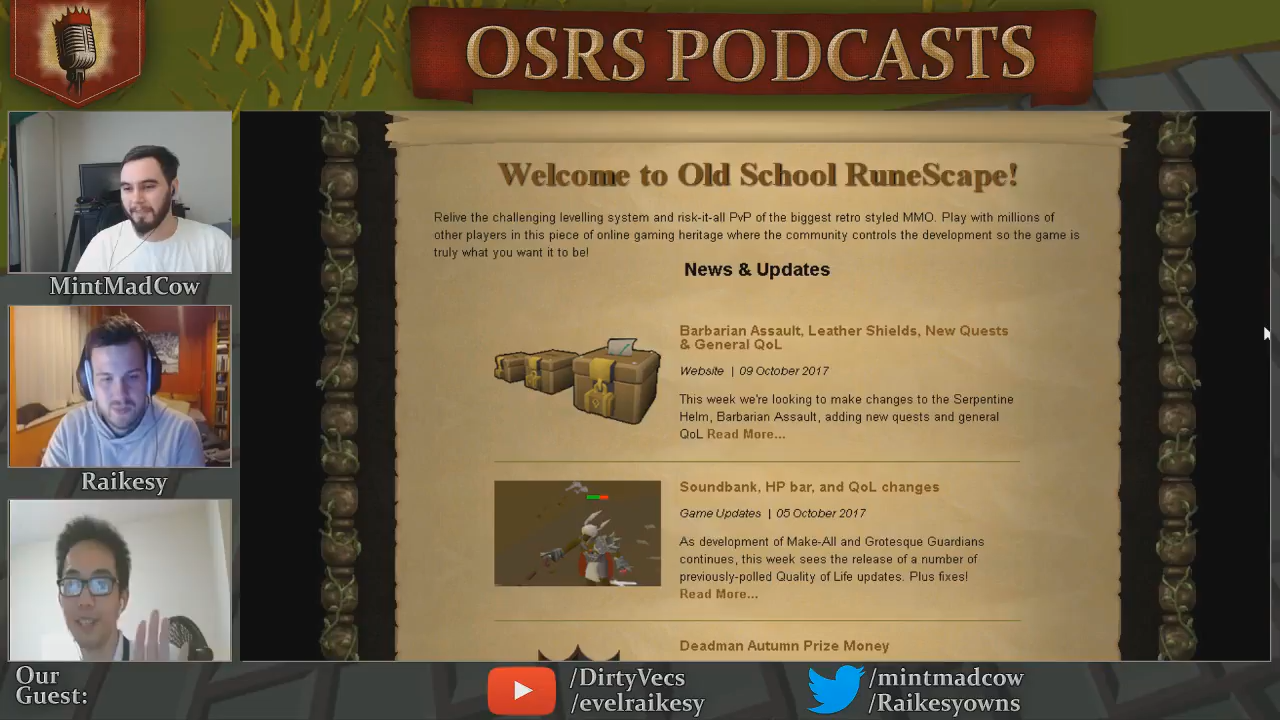 OSRS PODCASTS
MintMadCow
Raikesy
Our
Guest:
Welcome to Old School RuneScape!
Relive the challenging levelling system and risk-it-all PvP of the biggest retro styled MMO. Play with millions of
other players in this piece of online gaming heritage where the community controls the development so the game is
truly what you want it to be!
News & Updates
Barbarian Assault, Leather Shields, New Quests
& General QoL
Website | 09 October 2017
This week we're looking to make changes to the Serpentine
Helm, Barbarian Assault, adding new quests and general
QoL Read More...
Soundbank, HP bar, and QoL changes
Game Updates | 05 October 2017
As development of Make-All and Grotesque Guardians
continues, this week sees the release of a number of
previously-polled Quality of Life updates. Plus fixes!
Read More...
Deadman Autumn Prize Money
/DirtyVecs
/evelraikesy
/mintmadcow
/Raikesyowns